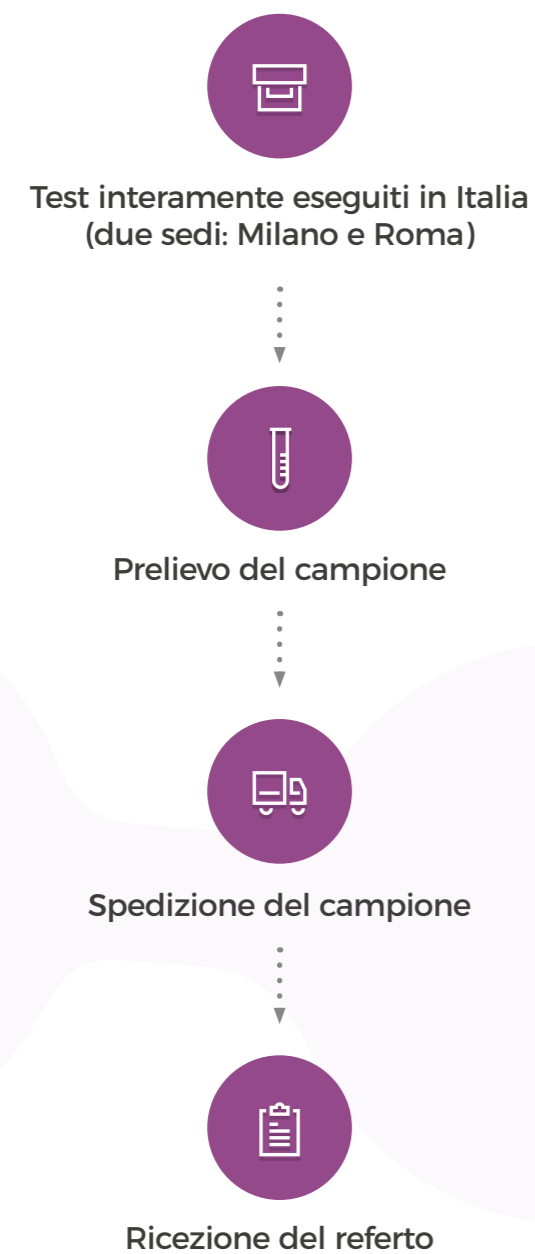 Test interamente eseguiti in Italia
(due sedi: Milano e Roma)
Prelievo del campione
Spedizione del campione
Ricezione del referto